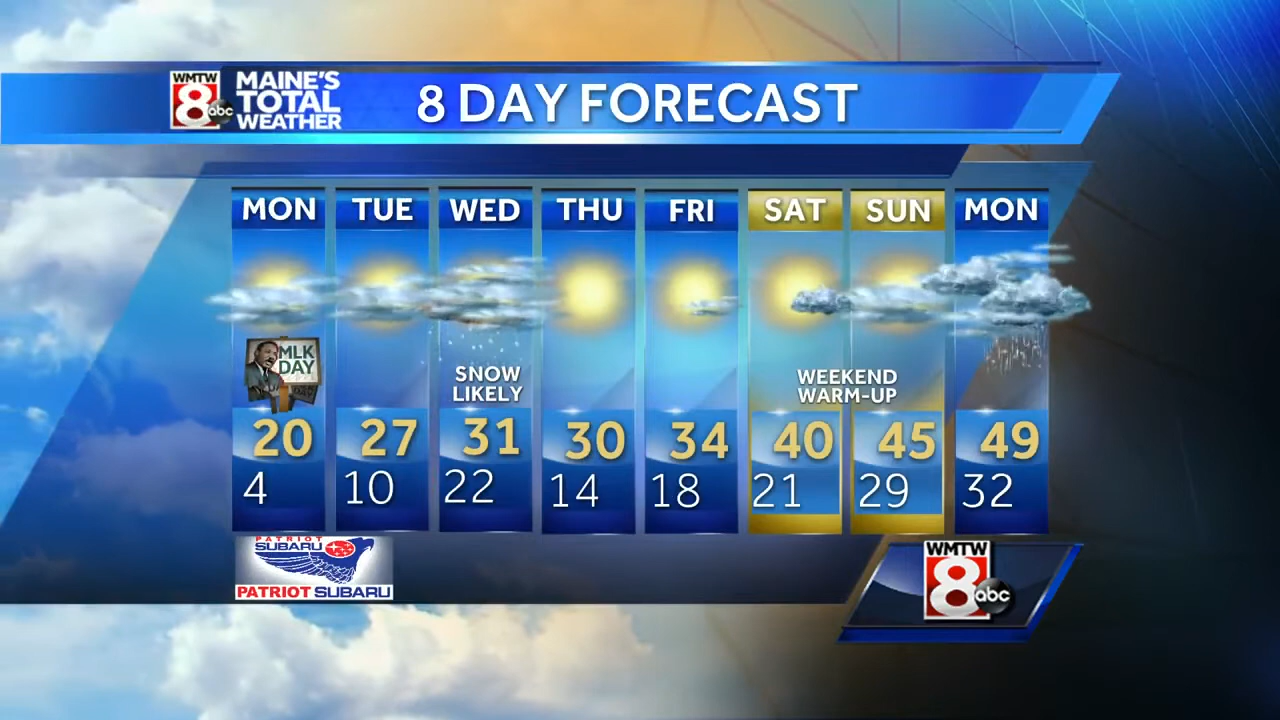 WMTW
8
abc
MAINE'S
TOTAL
WEATHER
8 DAY FORECAST
MON TUE WED THU FRI SAT SUN MON
MLK
DAY
DAY
SNOW
LIKELY
WEEKEND
WARM-UP
20 27 31 30 34 40 45 49
4 10 22 14 18 21 29 32
PATRIOT
SUBARU
PATRIOT SUBARU
WMTW
8
abc